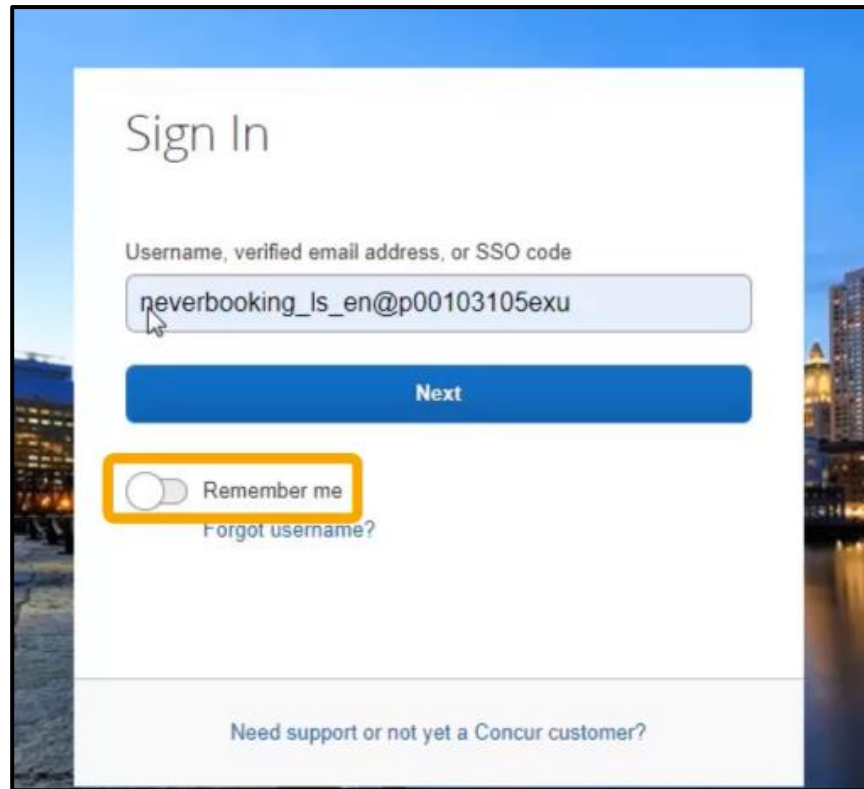 Sign In
Username, verified email address, or SSO code
neverbooking_ls_en@p00103105exu
Next
Remember me
Forgot username?
Need support or not yet a Concur customer?